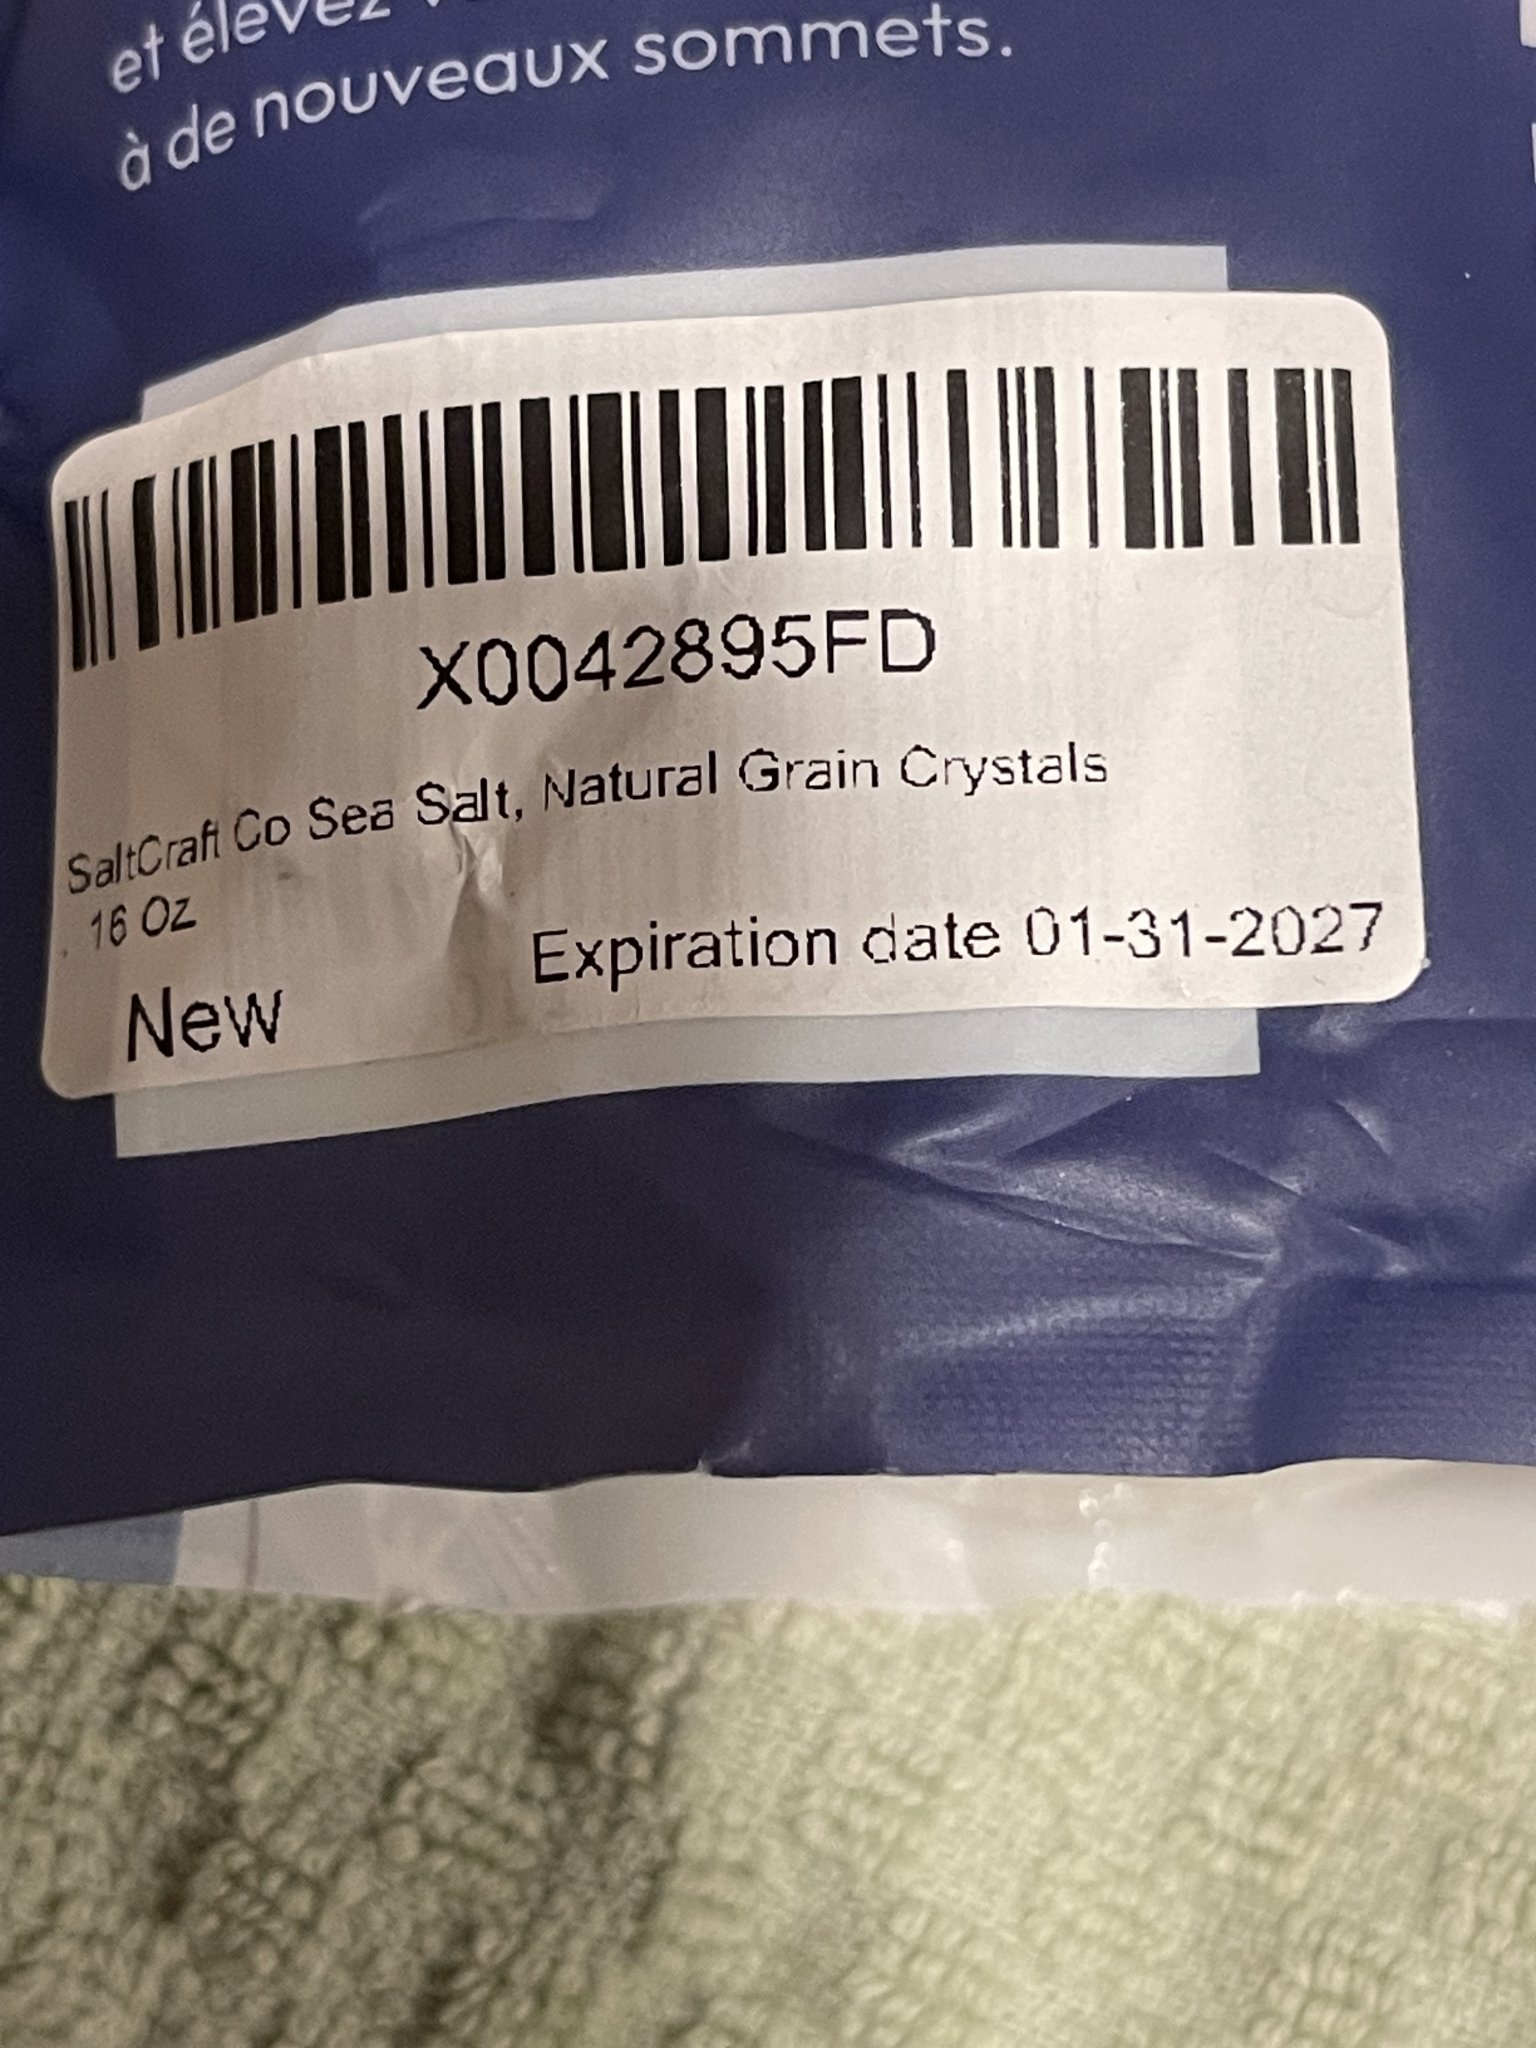 et élevez
à de nouveaux sommets.
X0042895FD
SaltCraft Co Sea Salt, Natural Grain Crystals
, 16 Oz
New
Expiration date 01-31-2027